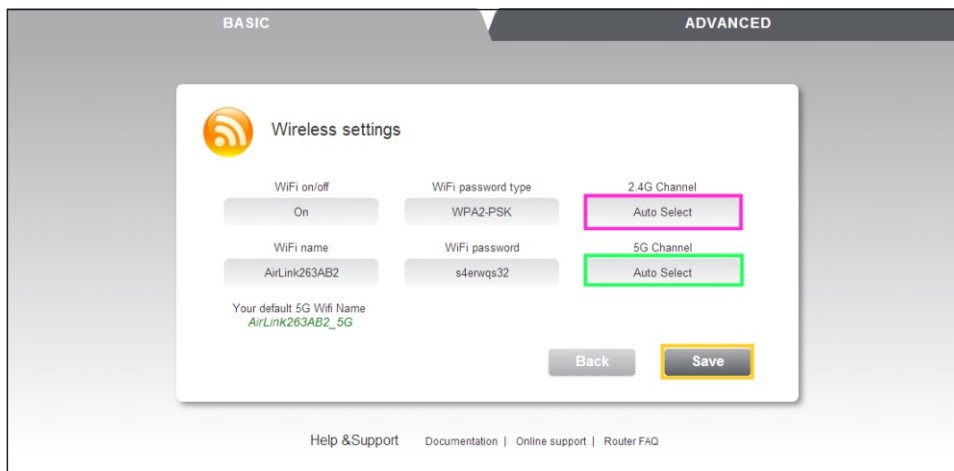 BASIC
ADVANCED
Wireless settings
WiFi on/off
WiFi password type
2.4G Channel
On
WPA2-PSK
Auto Select
WiFi name
WiFi password
5G Channel
AirLink263AB2
s4erwqs32
Auto Select
Your default 5G Wifi Name
AirLink263AB2_5G
Back
Save
Help &Support Documentation | Online support | Router FAQ